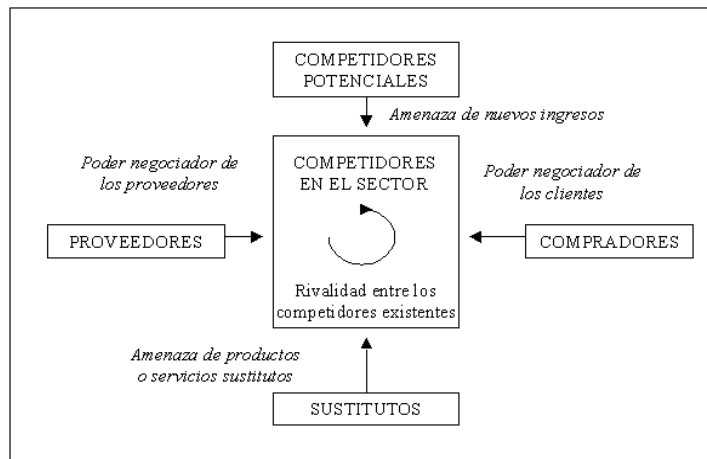 COMPETIDORES
POTENCIALES
Amenaza de nuevos ingresos
Poder negociador de
los proveedores
COMPETIDORES
EN EL SECTOR
Poder negociador de
los clientes
PROVEEDORES
COMPRADORES
Rivalidad entre los
competidores existentes
Amenaza de productos
o servicios sustitutos
SUSTITUTOS